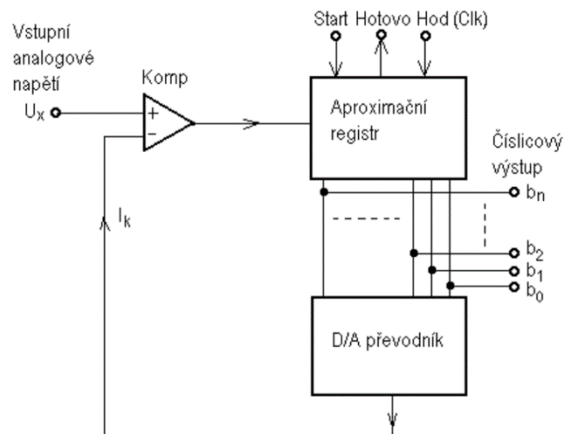 Start Hotovo Hod (Clk)
Vstupní
analogové
napětí
Uₓ
Komp
+
−
Aproximační
registr
Číslicový
výstup
bₙ
b₂
b₁
b₀
Iₖ
D/A převodník